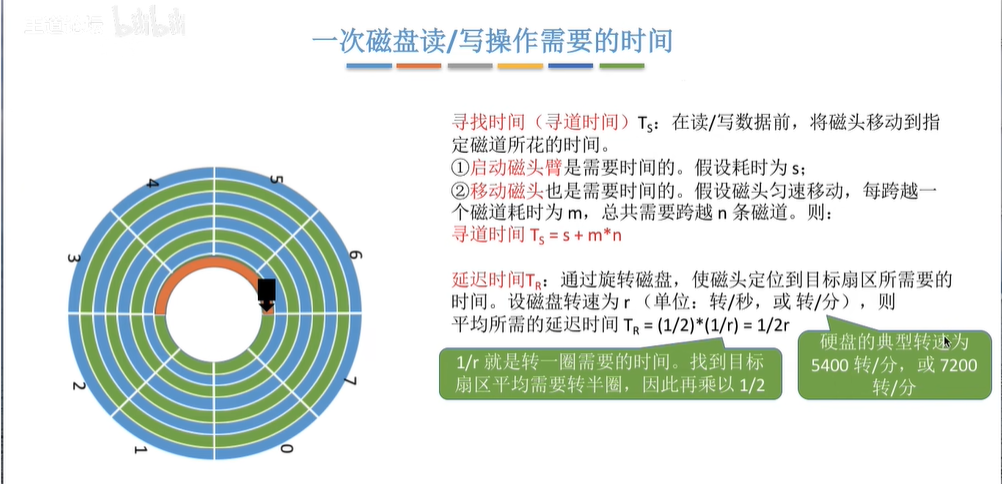 bilibili
一次磁盘读/写操作需要的时间
寻找时间（寻道时间）TS：在读/写数据前，将磁头移动到指
定磁道所花的时间。
①启动磁头臂是需要时间的。假设耗时为 s；
②移动磁头也是需要时间的。假设磁头匀速移动，每跨越一
个磁道耗时为 m，总共需要跨越 n 条磁道。则：
寻道时间 TS = s + m*n
延迟时间TR：通过旋转磁盘，使磁头定位到目标扇区所需要的
时间。设磁盘转速为 r （单位：转/秒，或 转/分），则
平均所需的延迟时间 TR = (1/2)*(1/r) = 1/2r
1/r 就是转一圈需要的时间。找到目标
扇区平均需要转半圈，因此再乘以 1/2
硬盘的典型转速为
5400 转/分，或 7200
转/分
4
5
3
6
2
7
1
0